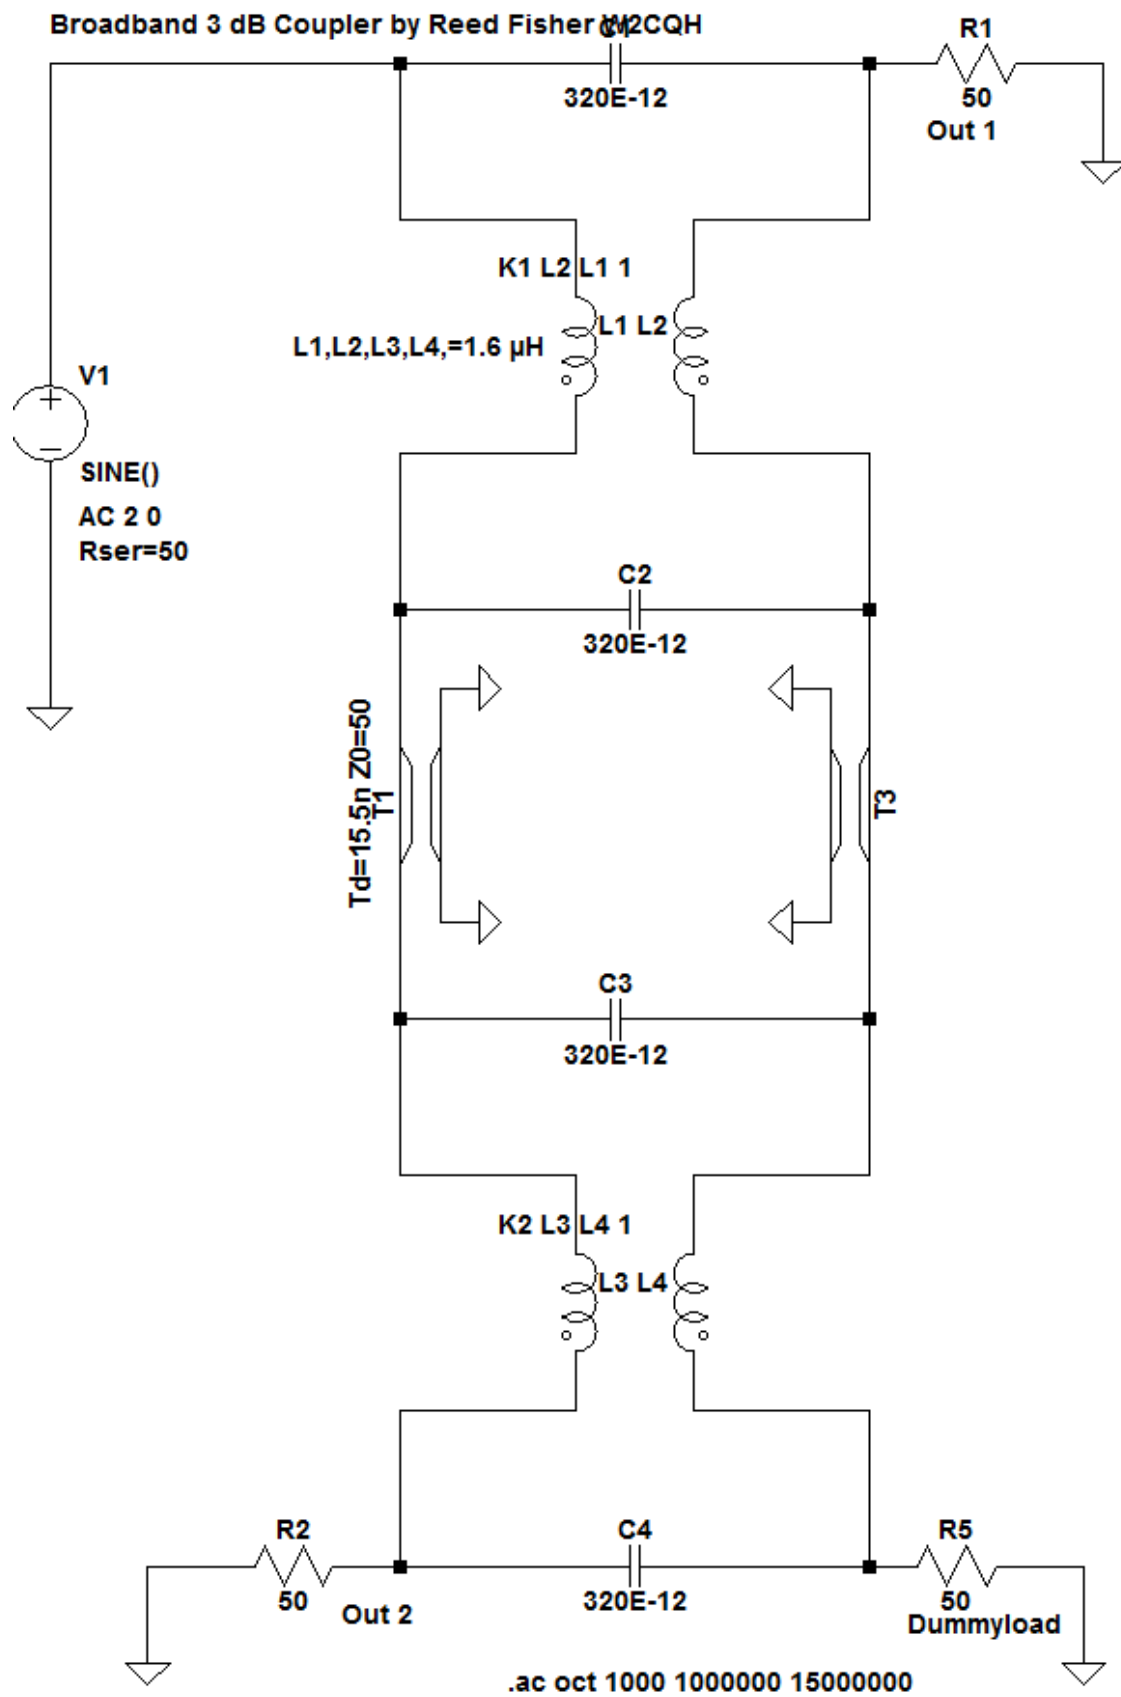 Broadband 3 dB Coupler by Reed Fisher W2CQH
C1
R1
320E-12
50
Out 1
K1 L2 L1 1
L1 L2
L1,L2,L3,L4,=1.6 µH
V1
SINE()
AC 2 0
Rser=50
C2
320E-12
Td=15.5n Z0=50
T1
T3
C3
320E-12
K2 L3 L4 1
L3 L4
R2
C4
R5
50
Out 2
320E-12
50
Dummyload
.ac oct 1000 1000000 15000000